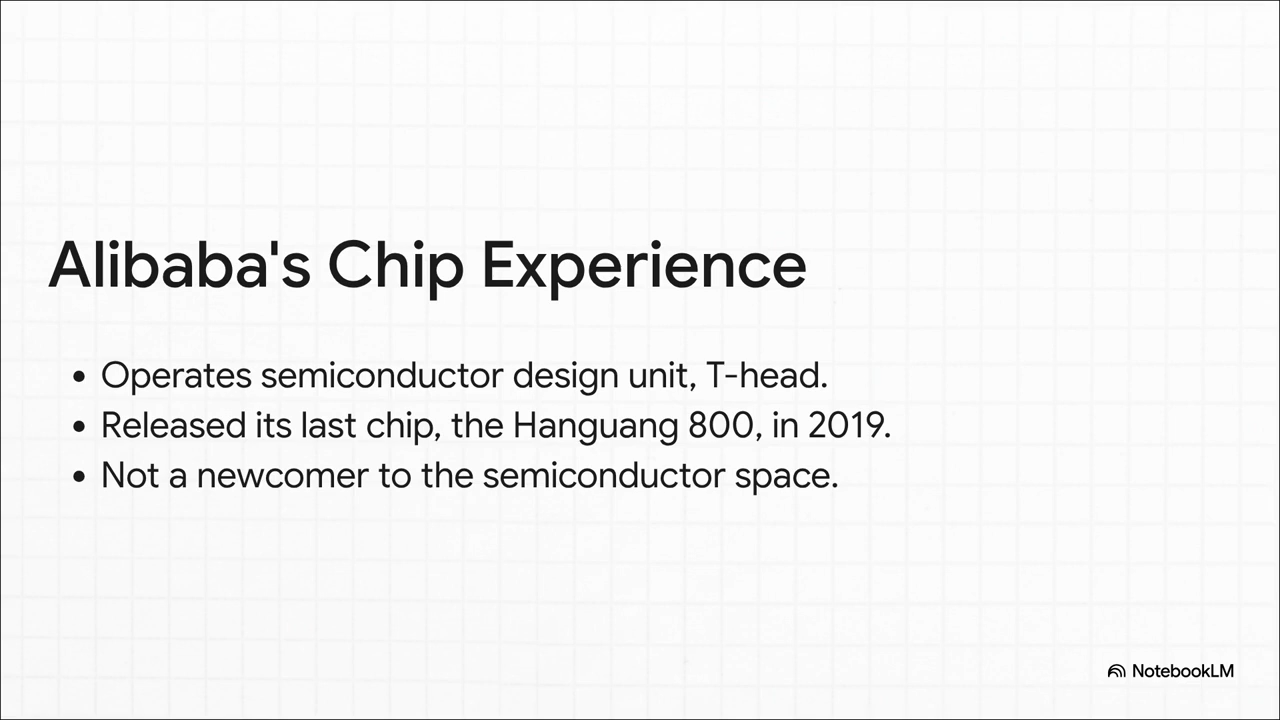 Alibaba's Chip Experience
• Operates semiconductor design unit, T-head.
• Released its last chip, the Hanguang 800, in 2019.
• Not a newcomer to the semiconductor space.
NotebookLM